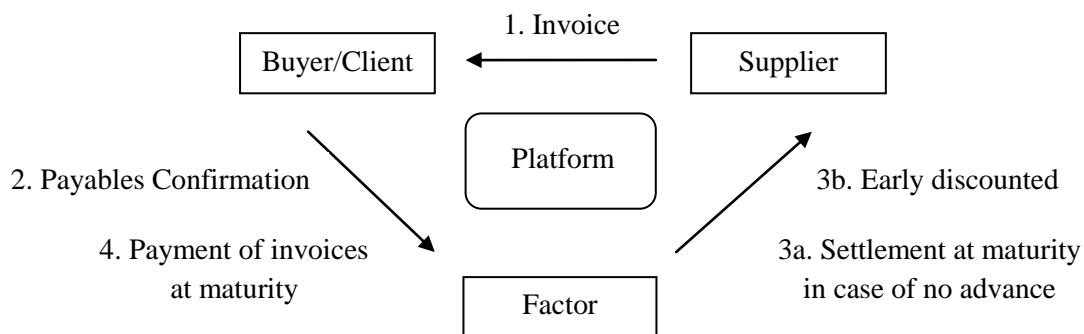 1. Invoice
Buyer/Client
Supplier
Platform
2. Payables Confirmation
3b. Early discounted
4. Payment of invoices
at maturity
3a. Settlement at maturity
in case of no advance
Factor